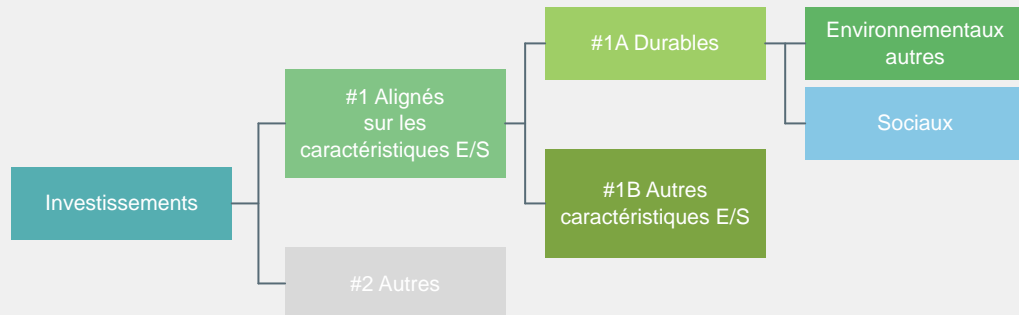 #1A Durables
Environnementaux
autres
#1 Alignés
sur les
caractéristiques E/S
Sociaux
Investissements
#1B Autres
caractéristiques E/S
#2 Autres